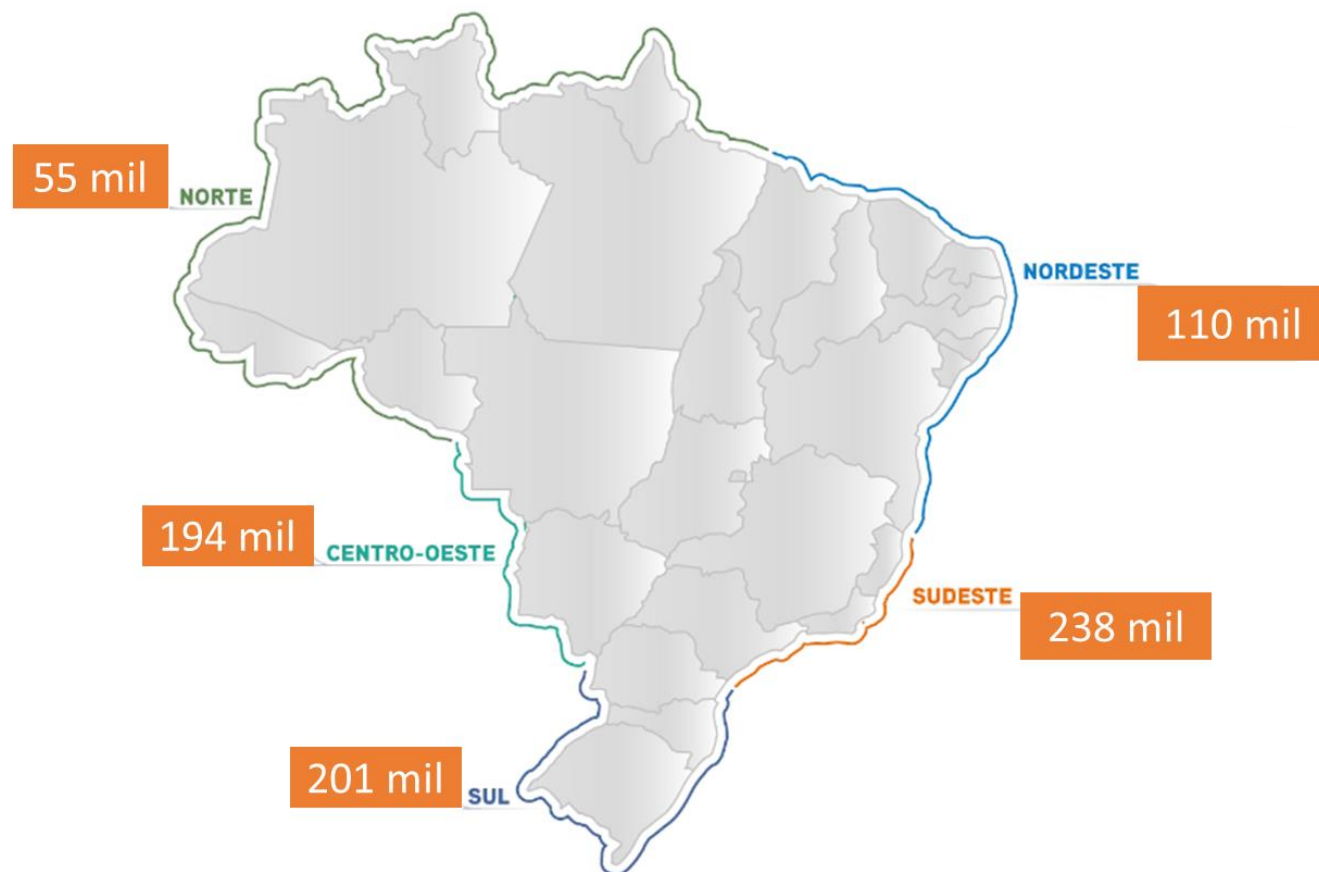 55 mil
NORTE
NORDESTE
110 mil
194 mil
CENTRO-OESTE
SUDESTE
238 mil
201 mil
SUL